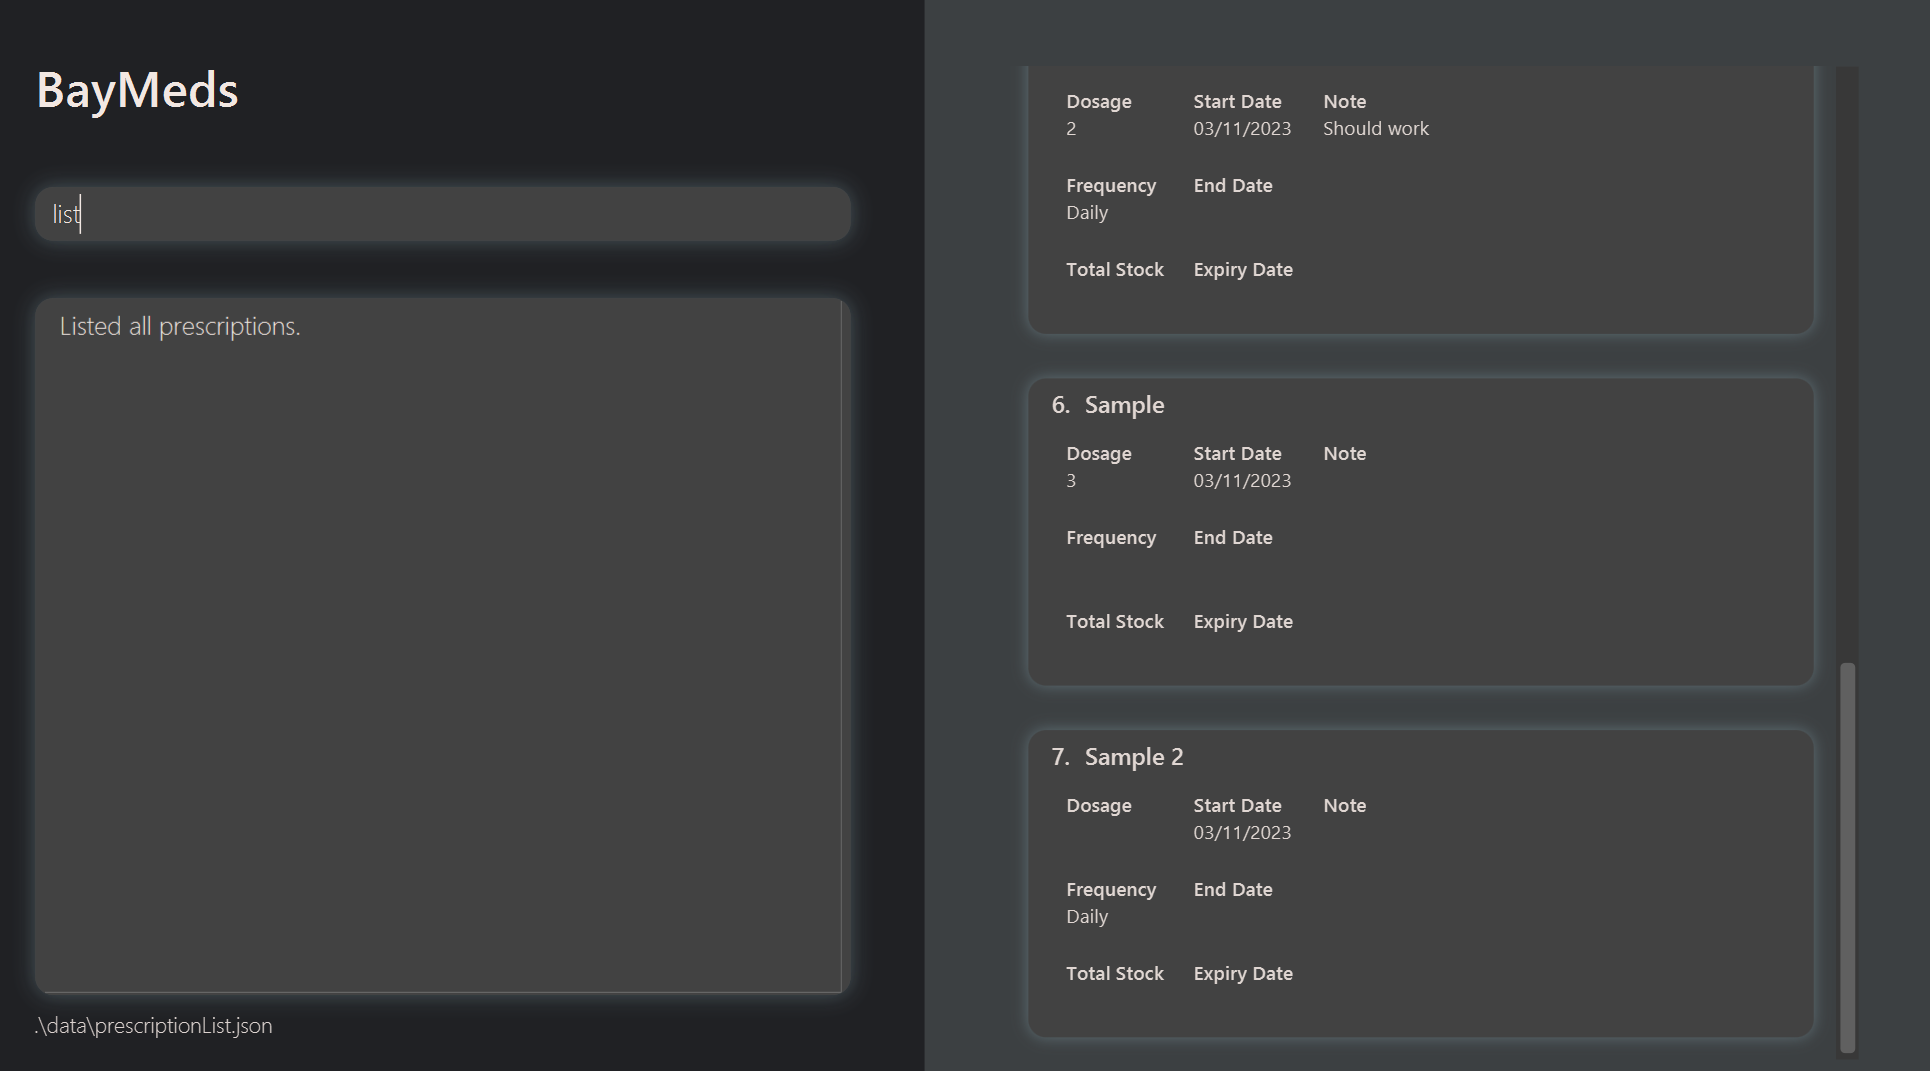 BayMeds
list
Listed all prescriptions.
.\data\prescriptionList.json
Dosage Start Date Note
2 03/11/2023 Should work
Frequency End Date
Daily
Total Stock Expiry Date
6. Sample
Dosage Start Date Note
3 03/11/2023
Frequency End Date
Total Stock Expiry Date
7. Sample 2
Dosage Start Date Note
03/11/2023
Frequency End Date
Daily
Total Stock Expiry Date